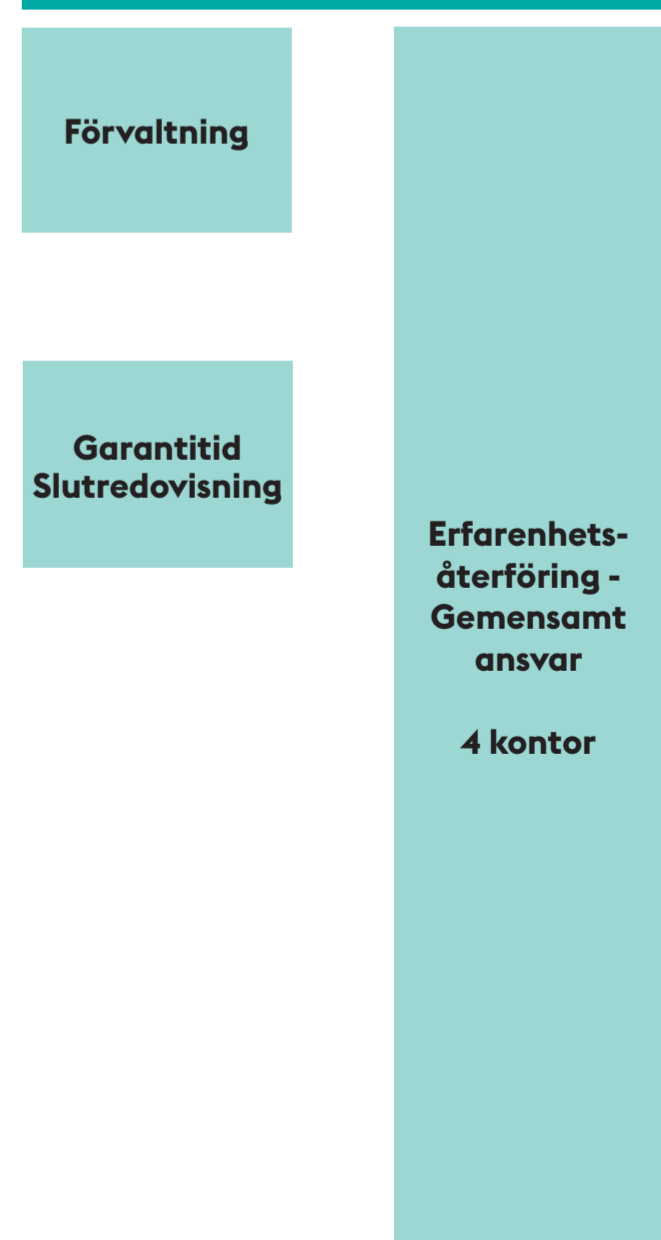 Förvaltning
Garantitid
Slutredovisning
Erfarenhets-
återföring -
Gemensamt
ansvar
4 kontor